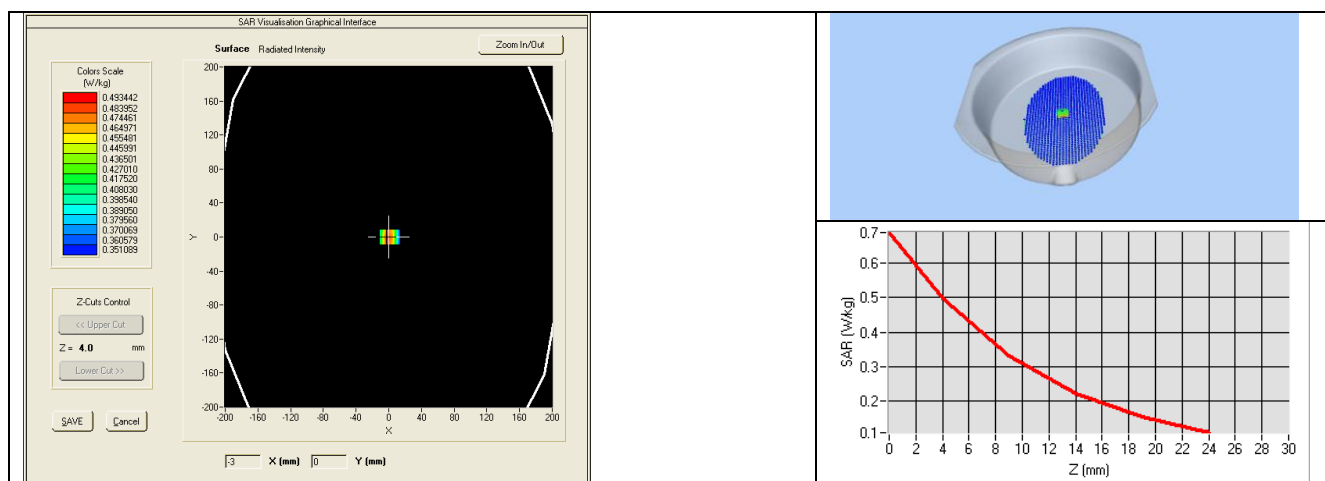 SAR Visualisation Graphical Interface
Surface Radiated Intensity
Zoom In/Out
Colors Scale
(W/kg)
0.493442
0.483952
0.474461
0.464971
0.455481
0.445991
0.436501
0.427010
0.417520
0.408030
0.398540
0.389050
0.379560
0.370069
0.360579
0.351089
Z-Cuts Control
<< Upper Cut
Z = 4.0 mm
Lower Cut >>
SAVE Cancel
200
160
120
80
40
0
-40
-80
-120
-160
-200
Y
-200 -160 -120 -80 -40 0 40 80 120 160 200
X
-3 X (mm) 0 Y (mm)
0.7
0.6
0.5
0.4
0.3
0.2
0.1
SAR (W/kg)
0 2 4 6 8 10 12 14 16 18 20 22 24 26 28 30
Z (mm)